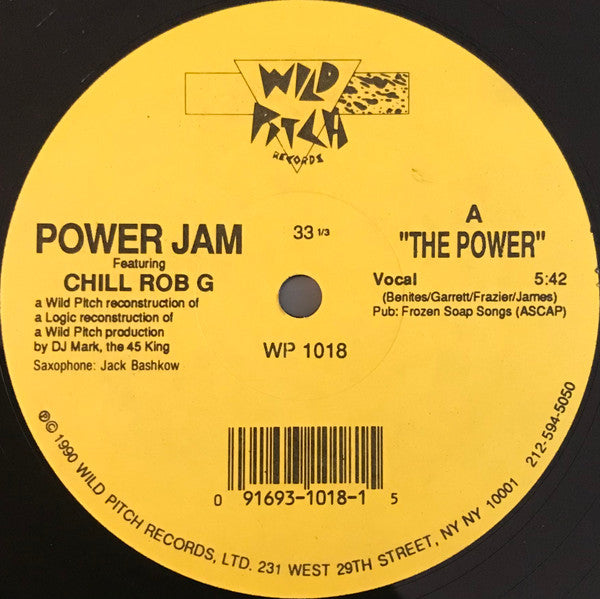 WILD
PITCH
RECORDS
POWER JAM
Featuring
CHILL ROB G
a Wild Pitch reconstruction of
a Logic reconstruction of
a Wild Pitch production
by DJ Mark, the 45 King
Saxophone: Jack Bashkow
33 1/3
WP 1018
A
"THE POWER"
Vocal 5:42
(Benites/Garrett/Frazier/James)
Pub: Frozen Soap Songs (ASCAP)
0 91693-1018-1 5
℗© 1990 WILD PITCH RECORDS, LTD. 231 WEST 29TH STREET, NY NY 10001 212-594-5050